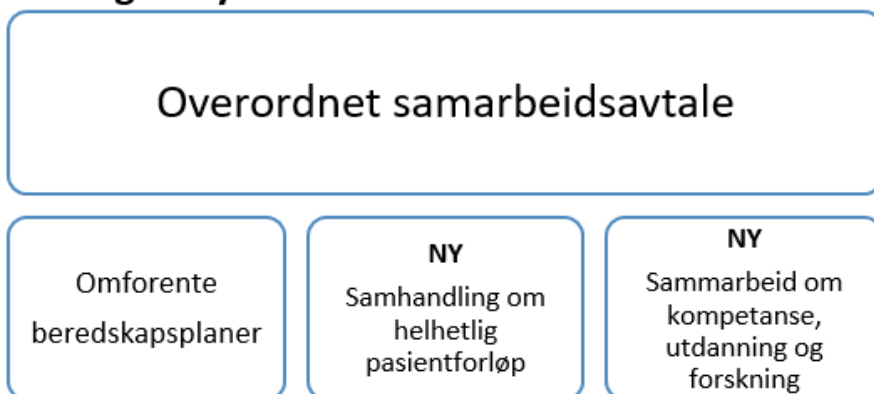 Overordnet samarbeidsavtale
Omforente
beredskapsplaner
NY
Samhandling om
helhetlig
pasientforløp
NY
Sammarbeid om
kompetanse,
utdanning og
forskning